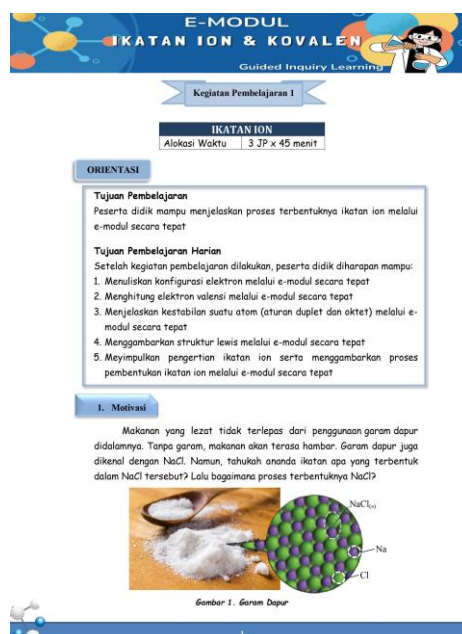 E-MODUL
IKATAN ION & KOVALEN
Guided Inquiry Learning
Kegiatan Pembelajaran 1
IKATAN ION
Alokasi Waktu 3 JP x 45 menit
ORIENTASI
Tujuan Pembelajaran
Peserta didik mampu menjelaskan proses terbentuknya ikatan ion melalui
e-modul secara tepat
Tujuan Pembelajaran Harian
Setelah kegiatan pembelajaran dilakukan, peserta didik diharapan mampu:
1. Menuliskan konfigurasi elektron melalui e-modul secara tepat
2. Menghitung elektron valensi melalui e-modul secara tepat
3. Menjelaskan kestabilan suatu atom (aturan duplet dan oktet) melalui e-
modul secara tepat
4. Menggambarkan struktur lewis melalui e-modul secara tepat
5. Meyimpulkan pengertian ikatan ion serta menggambarkan proses
pembentukan ikatan ion melalui e-modul secara tepat
1. Motivasi
Makanan yang lezat tidak terlepas dari penggunaan garam dapur
didalamnya. Tanpa garam, makanan akan terasa hambar. Garam dapur juga
dikenal dengan NaCl. Namun, tahukah ananda ikatan apa yang terbentuk
dalam NaCl tersebut? Lalu bagaimana proses terbentuknya NaCl?
NaCl(s)
Na
Cl
Gambar 1. Garam Dapur